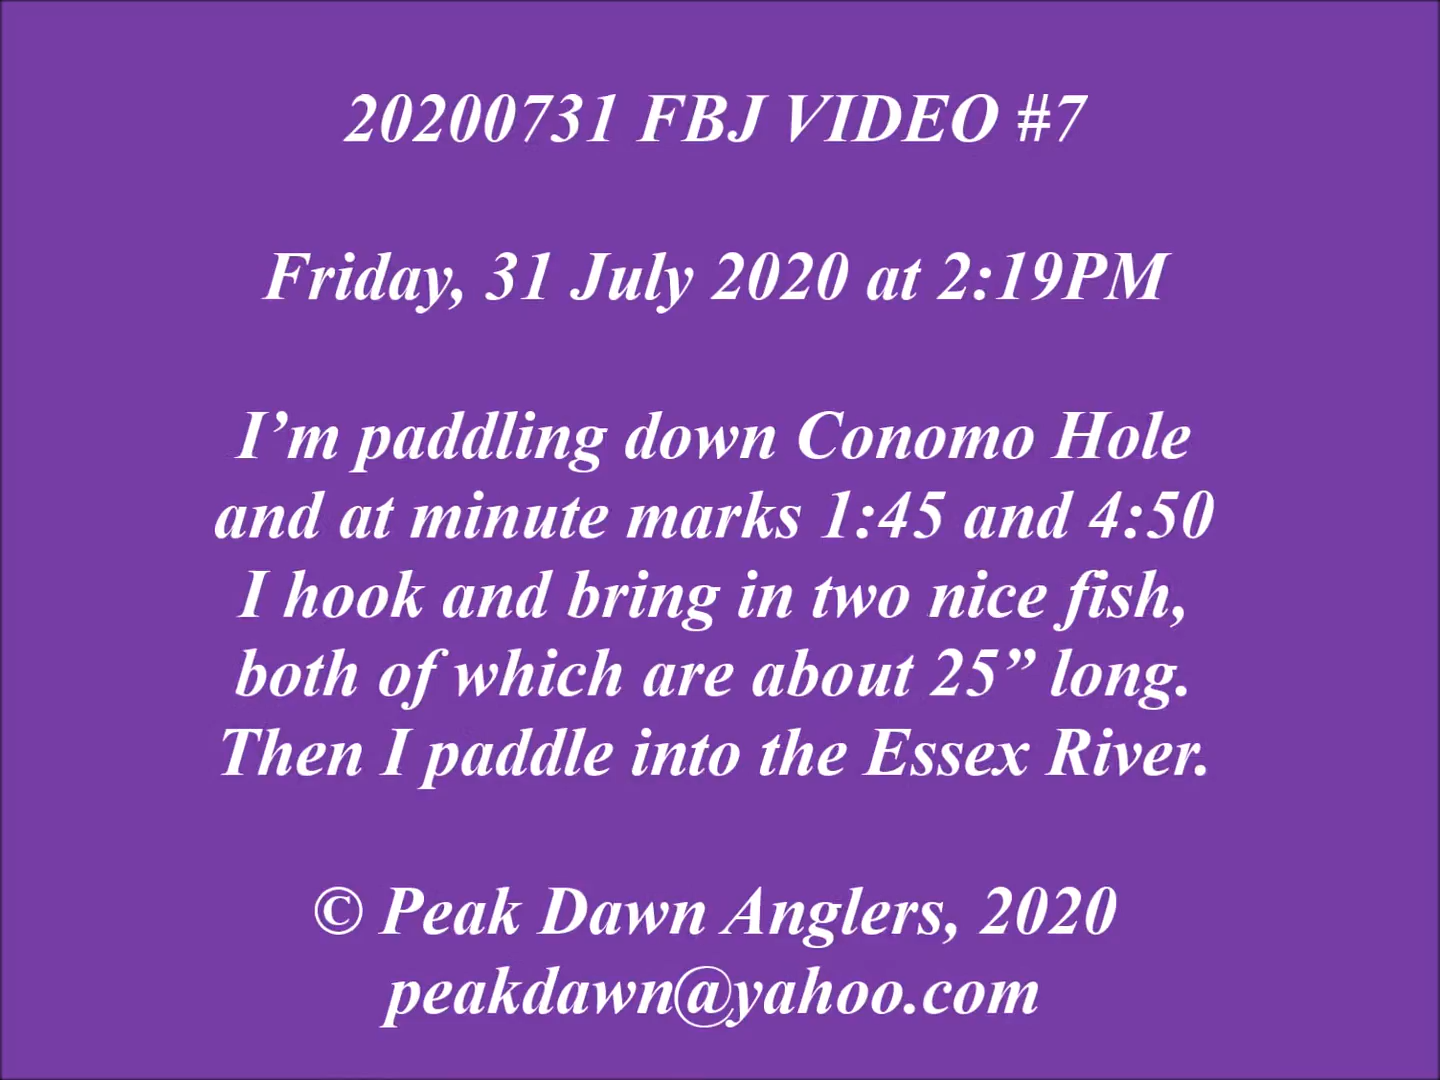 20200731 FBJ VIDEO #7
Friday, 31 July 2020 at 2:19PM
I’m paddling down Conomo Hole
and at minute marks 1:45 and 4:50
I hook and bring in two nice fish,
both of which are about 25” long.
Then I paddle into the Essex River.
© Peak Dawn Anglers, 2020
peakdawn@yahoo.com